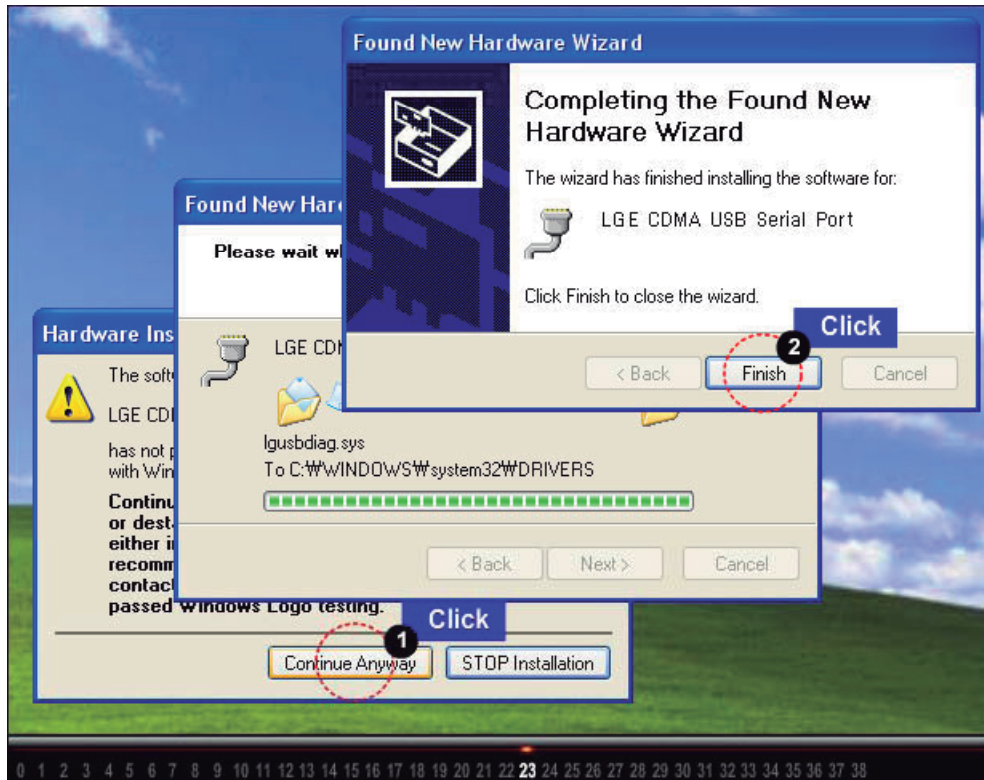 Found New Hardware Wizard
Completing the Found New
Hardware Wizard
The wizard has finished installing the software for:
LGE CDMA USB Serial Port
Click Finish to close the wizard.
Click
2
< Back
Finish
Cancel
Found New Har
Please wait w
LGE CD
lgusbdiag.sys
To C:₩WINDOWS₩system32₩DRIVERS
< Back
Next >
Cancel
Hardware Ins
The soft
LGE CD
has not p
with Win
Continu
or dest
either i
recomm
contact
passed Windows Logo testing.
Click
1
Continue Anyway
STOP Installation
0 1 2 3 4 5 6 7 8 9 10 11 12 13 14 15 16 17 18 19 20 21 22 23 24 25 26 27 28 29 30 31 32 33 34 35 36 37 38